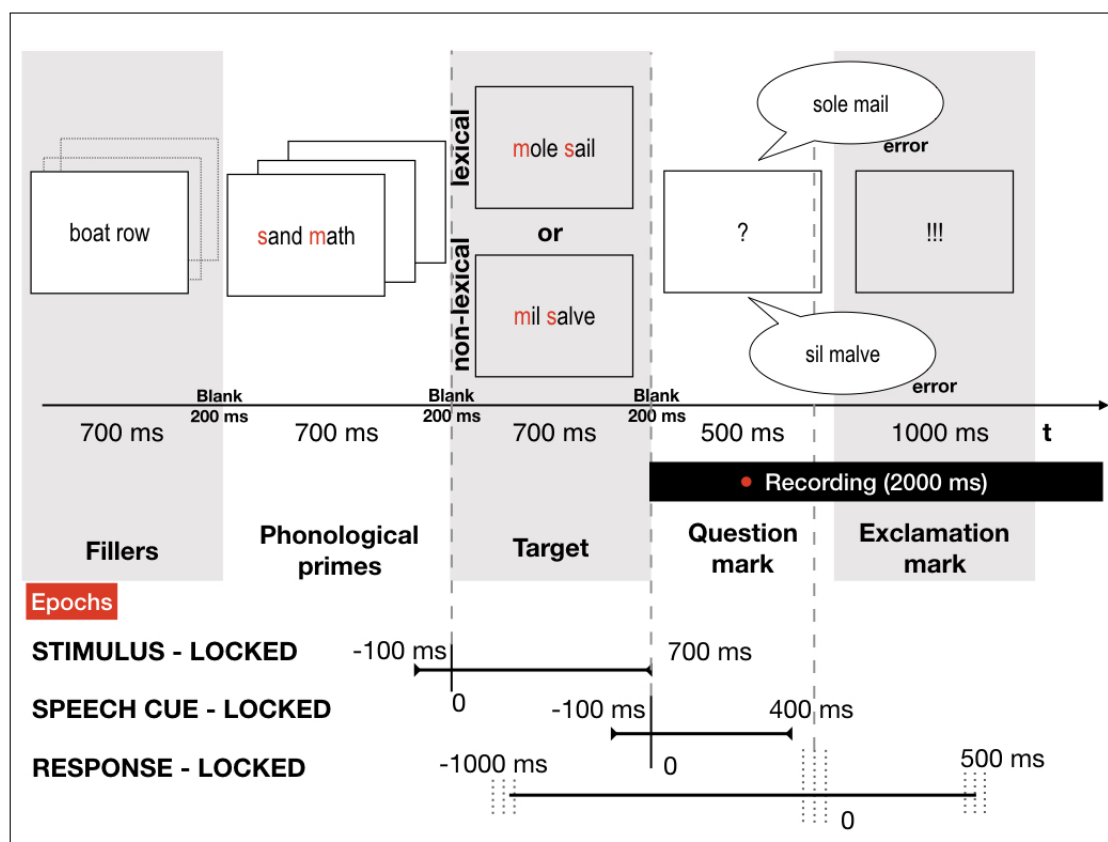 sole mail
error
lexical
mole sail
boat row
sand math
or
?
!!!
non-lexical
mil salve
sil malve
error
Blank
200 ms
Blank
200 ms
Blank
200 ms
700 ms
700 ms
700 ms
500 ms
1000 ms
t
Recording (2000 ms)
Fillers
Phonological
primes
Target
Question
mark
Exclamation
mark
Epochs
STIMULUS - LOCKED
-100 ms
700 ms
0
SPEECH CUE - LOCKED
-100 ms
400 ms
0
RESPONSE - LOCKED
-1000 ms
500 ms
0